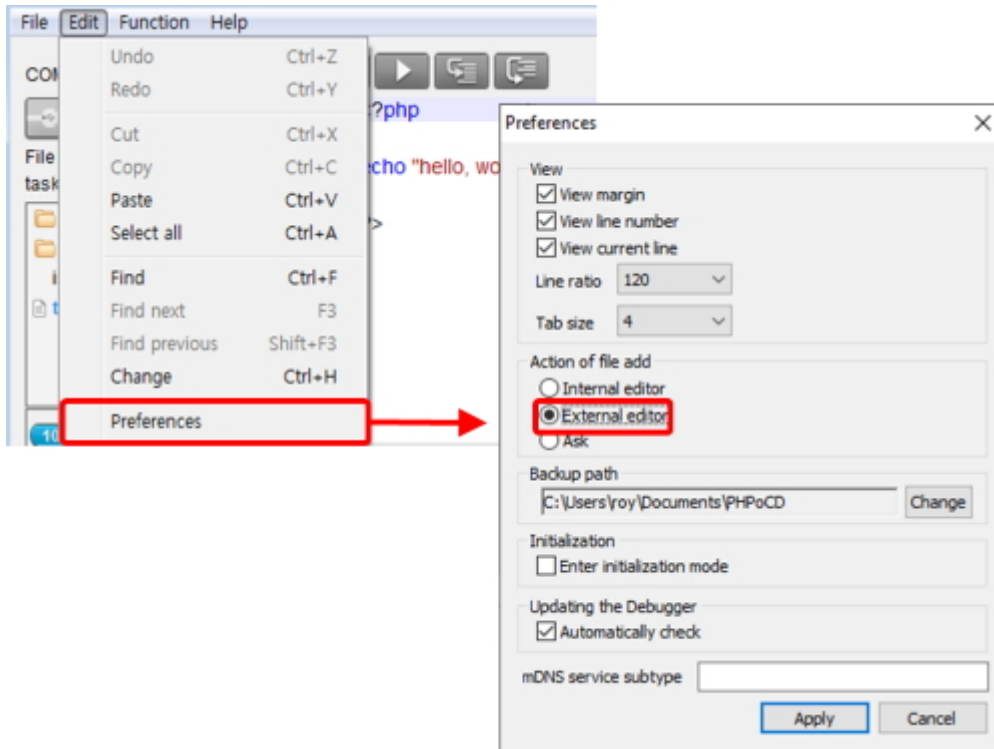 File Edit Function Help
Undo Ctrl+Z
Redo Ctrl+Y
Cut Ctrl+X
Copy Ctrl+C
Paste Ctrl+V
Select all Ctrl+A
Find Ctrl+F
Find next F3
Find previous Shift+F3
Change Ctrl+H
Preferences
File
task
?php
echo "hello, wo
>
Preferences
View
View margin
View line number
View current line
Line ratio 120
Tab size 4
Action of file add
Internal editor
External editor
Ask
Backup path
C:\Users\roy\Documents\PHPoCD
Change
Initialization
Enter initialization mode
Updating the Debugger
Automatically check
mDNS service subtype
Apply Cancel